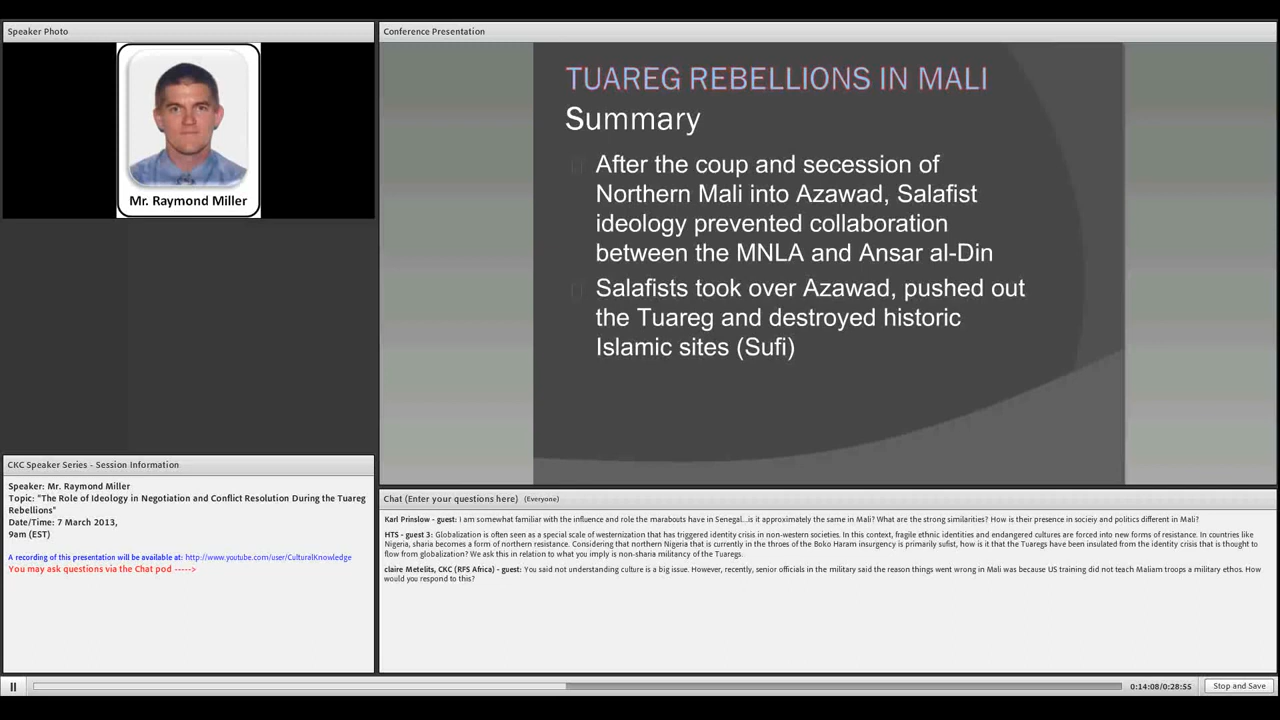 Speaker Photo
Mr. Raymond Miller
Conference Presentation
TUAREG REBELLIONS IN MALI
Summary
After the coup and secession of
Northern Mali into Azawad, Salafist
ideology prevented collaboration
between the MNLA and Ansar al-Din
Salafists took over Azawad, pushed out
the Tuareg and destroyed historic
Islamic sites (Sufi)
CKC Speaker Series - Session Information
Speaker: Mr. Raymond Miller
Topic: "The Role of Ideology in Negotiation and Conflict Resolution During the Tuareg
Rebellions"
Date/Time: 7 March 2013,
9am (EST)
A recording of this presentation will be available at: http://www.youtube.com/user/CulturalKnowledge
You may ask questions via the Chat pod ----->
Chat (Enter your questions here) (Everyone)
Karl Prinslow - guest: I am somewhat familiar with the influence and role the marabouts have in Senegal...is it approximately the same in Mali? What are the strong similarities? How is their presence in socieiy and politics different in Mali?
HTS - guest 3: Globalization is often seen as a special scale of westernization that has triggered identity crisis in non-western societies. In this context, fragile ethnic identities and endangered cultures are forced into new forms of resistance. In countries like
Nigeria, sharia becomes a form of northern resistance. Considering that northern Nigeria that is currently in the throes of the Boko Haram insurgency is primarily sufist, how is it that the Tuaregs have been insulated from the identity crisis that is thought to
flow from globalization? We ask this in relation to what you imply is non-sharia militancy of the Turaregs.
claire Metelits, CKC (RFS Africa) - guest: You said not understanding culture is a big issue. However, recently, senior officials in the military said the reason things went wrong in Mali was because US training did not teach Maliam troops a military ethos. How
would you respond to this?
0:14:08/0:28:55
Stop and Save